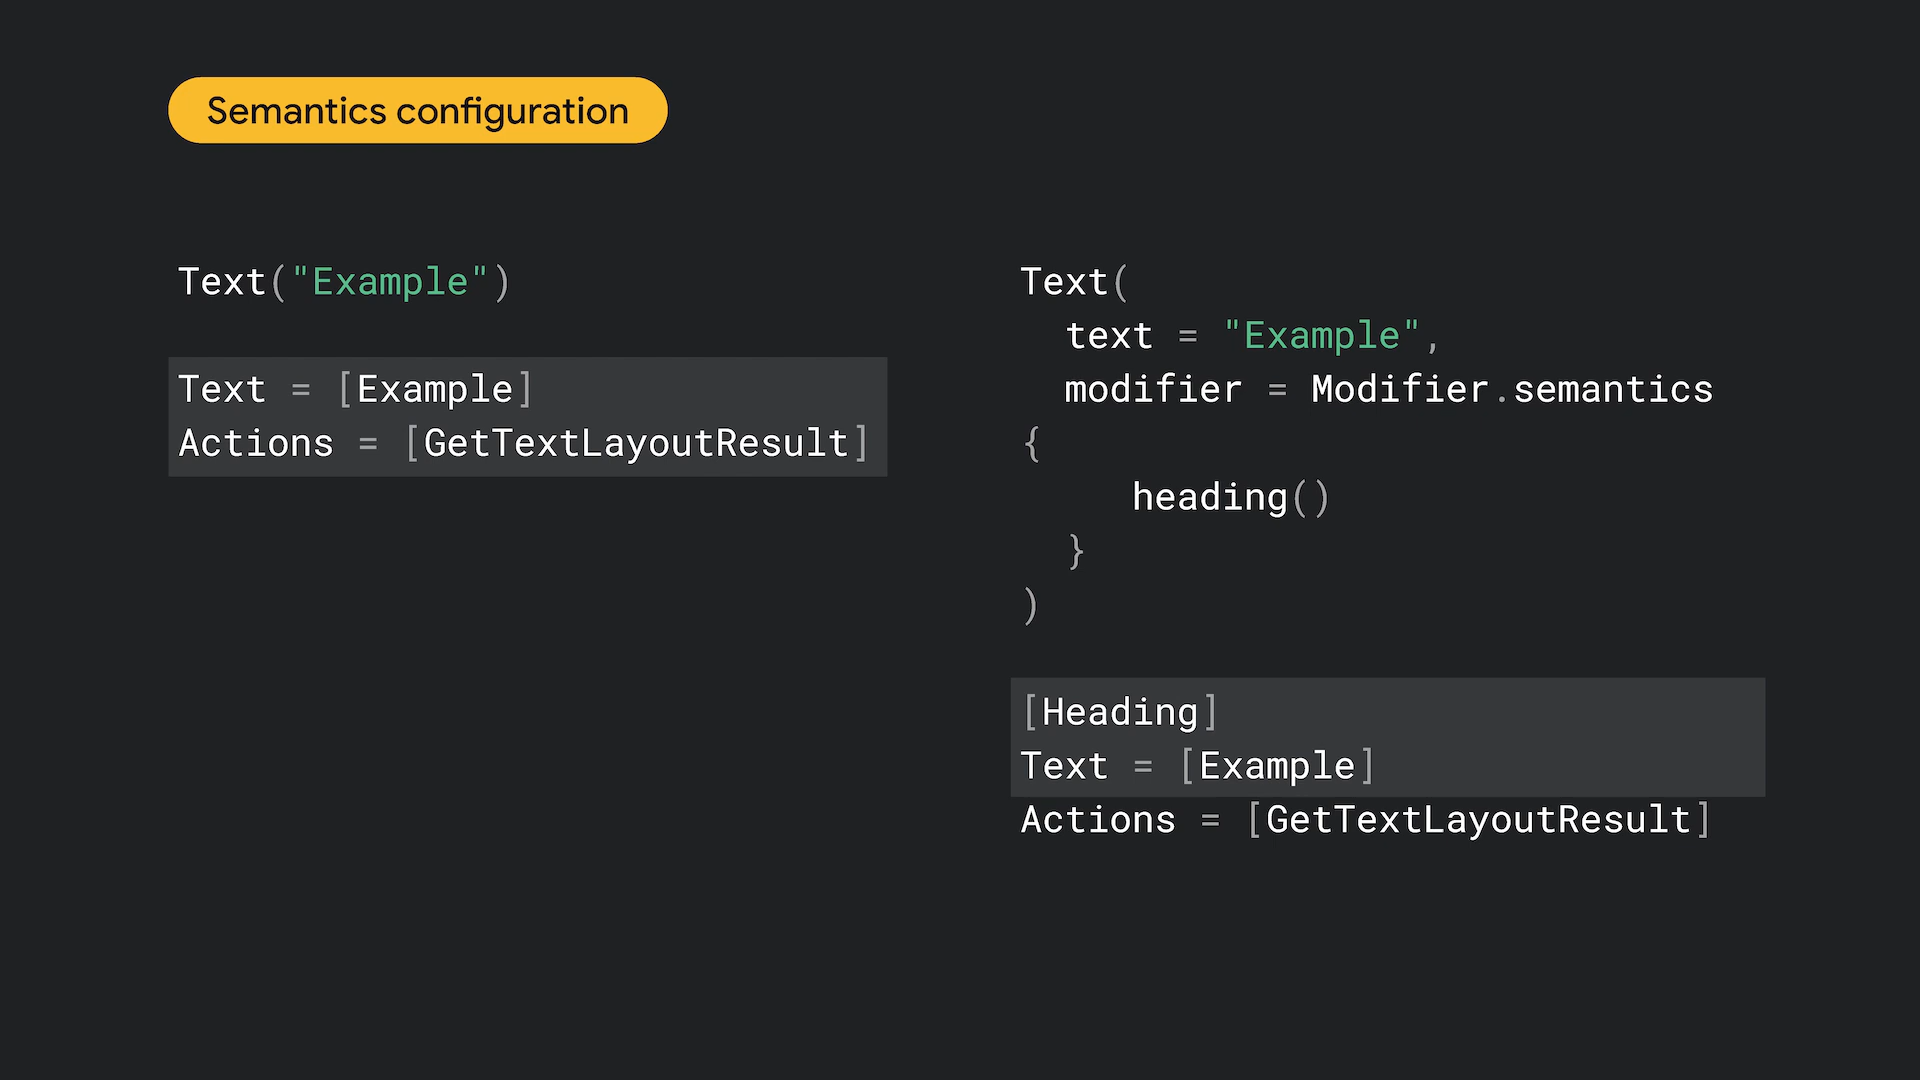 Semantics configuration
Text("Example")
Text = [Example]
Actions = [GetTextLayoutResult]
Text(
  text = "Example",
  modifier = Modifier.semantics
{
     heading()
  }
)
[Heading]
Text = [Example]
Actions = [GetTextLayoutResult]